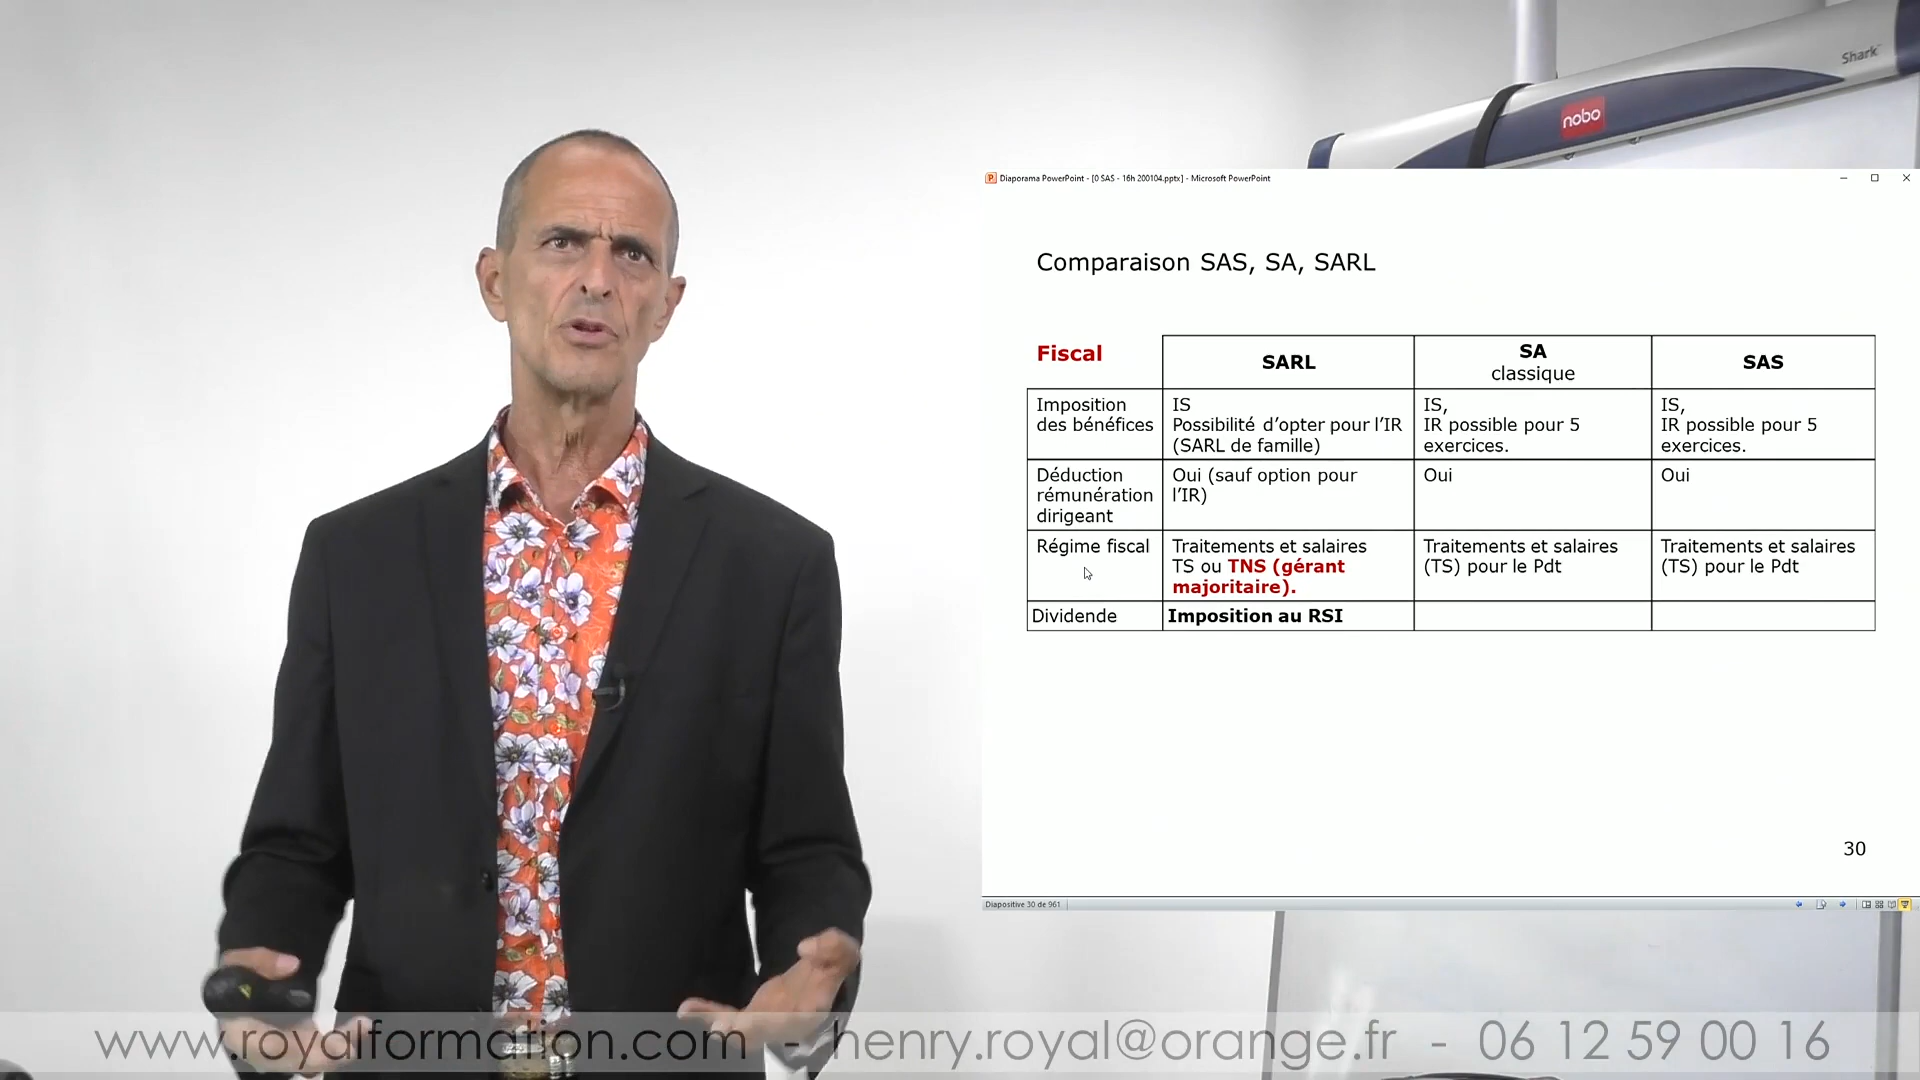 Shark
nobo
Diaporama PowerPoint - [0 SAS - 16h 200104.pptx] - Microsoft PowerPoint
Comparaison SAS, SA, SARL
Fiscal
SARL
SA
classique
SAS
Imposition
des bénéfices
IS
Possibilité d’opter pour l’IR
(SARL de famille)
IS,
IR possible pour 5
exercices.
IS,
IR possible pour 5
exercices.
Déduction
rémunération
dirigeant
Oui (sauf option pour
l’IR)
Oui
Oui
Régime fiscal
Traitements et salaires
TS ou TNS (gérant
majoritaire).
Traitements et salaires
(TS) pour le Pdt
Traitements et salaires
(TS) pour le Pdt
Dividende
Imposition au RSI
30
Diapositive 30 de 961
www.royalformation.com - henry.royal@orange.fr - 06 12 59 00 16